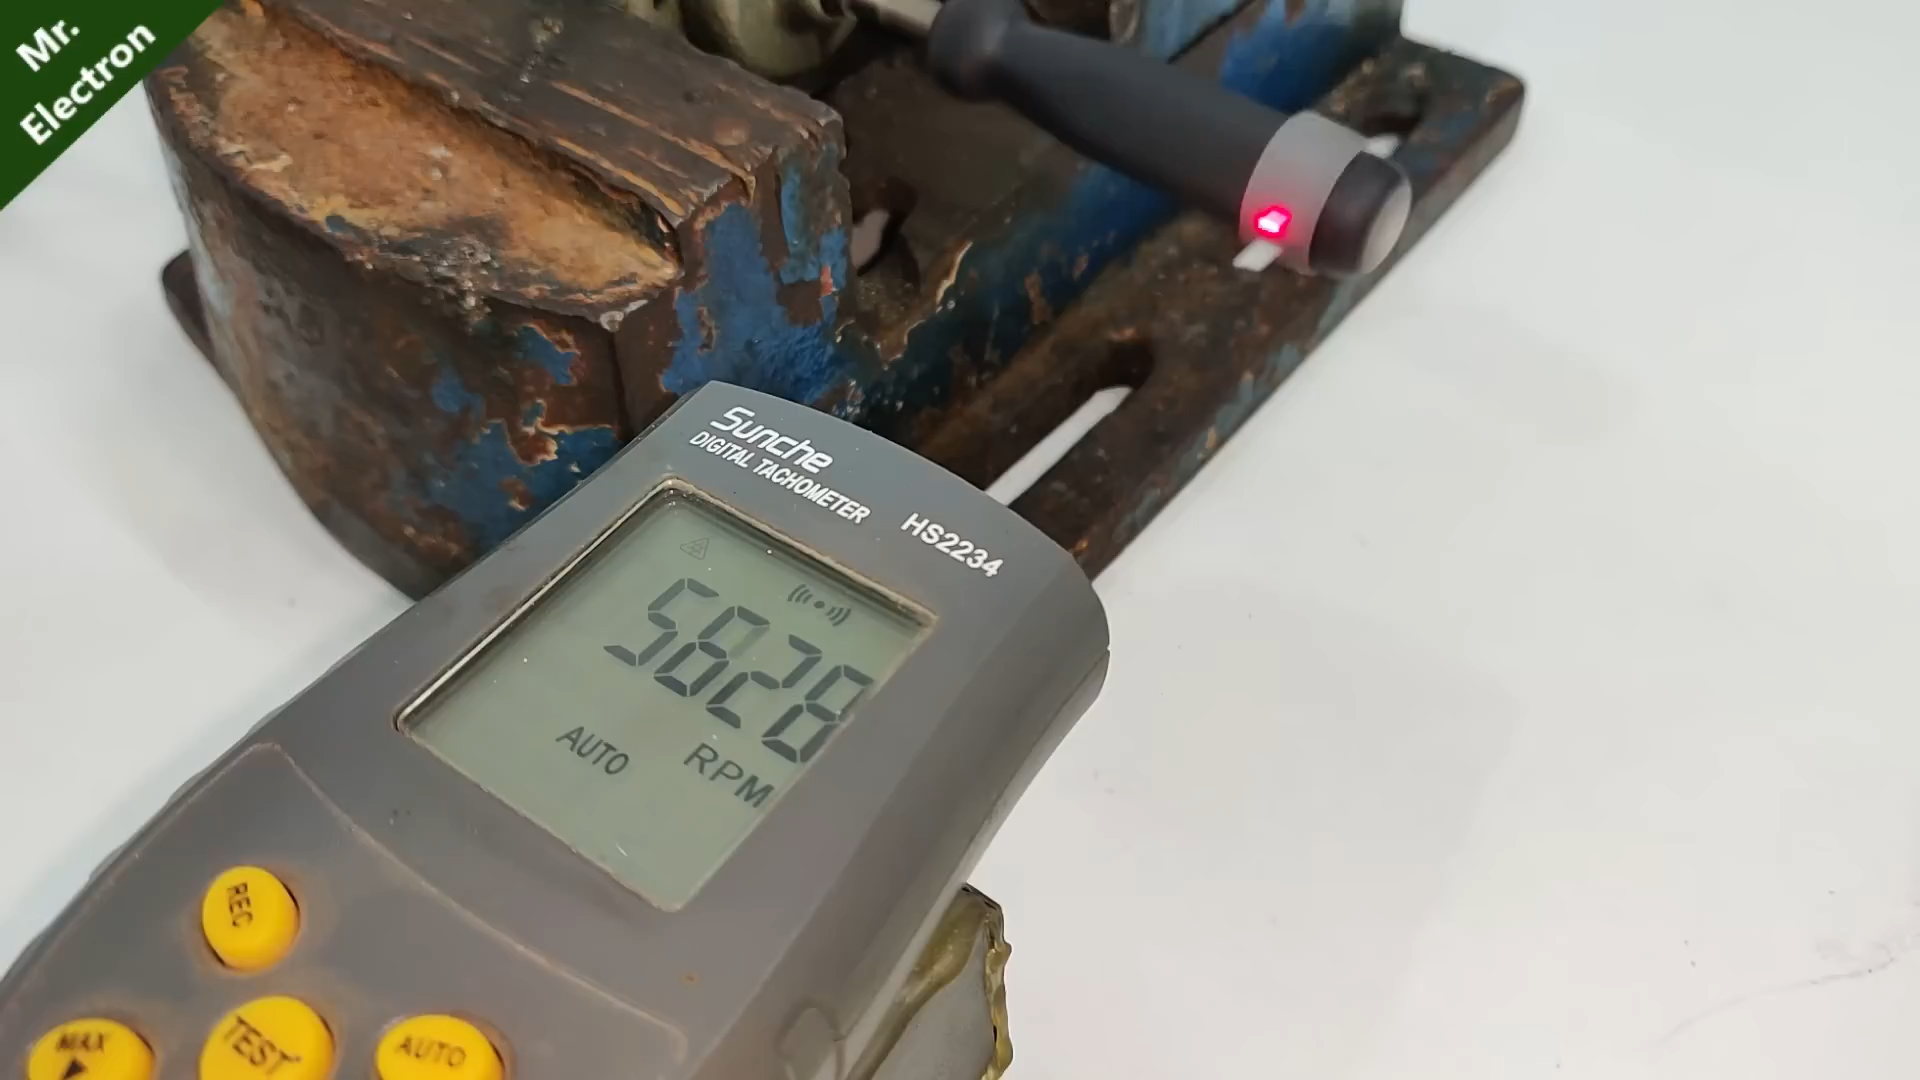 Mr.
Electron
Sunche
DIGITAL TACHOMETER
HS2234
5628
AUTO
RPM
REC
MAX
TEST
AUTO